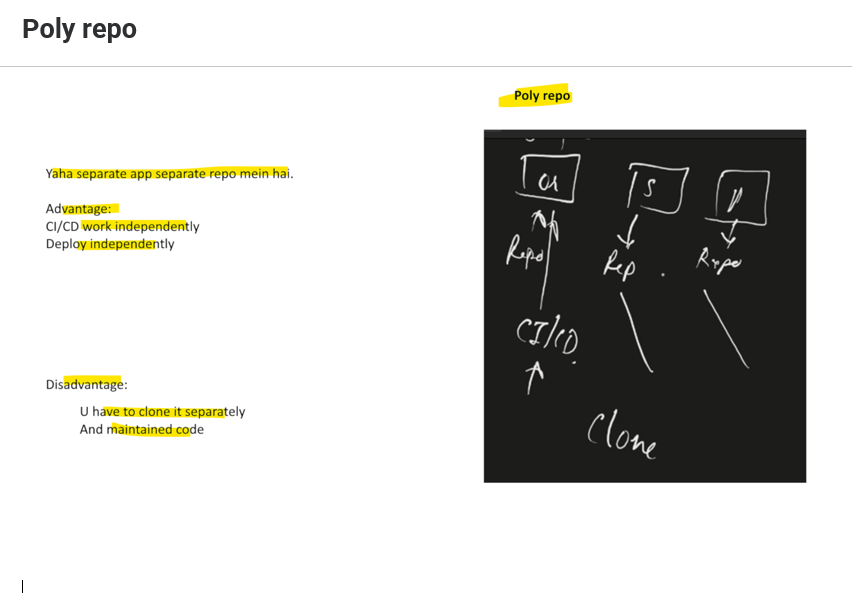 Poly repo
Poly repo
Yaha separate app separate repo mein hai.
Advantage:
CI/CD work independently
Deploy independently
Disadvantage:
U have to clone it separately
And maintained code
S
P
Repo
Rep
Repo
CI/CD
Clone